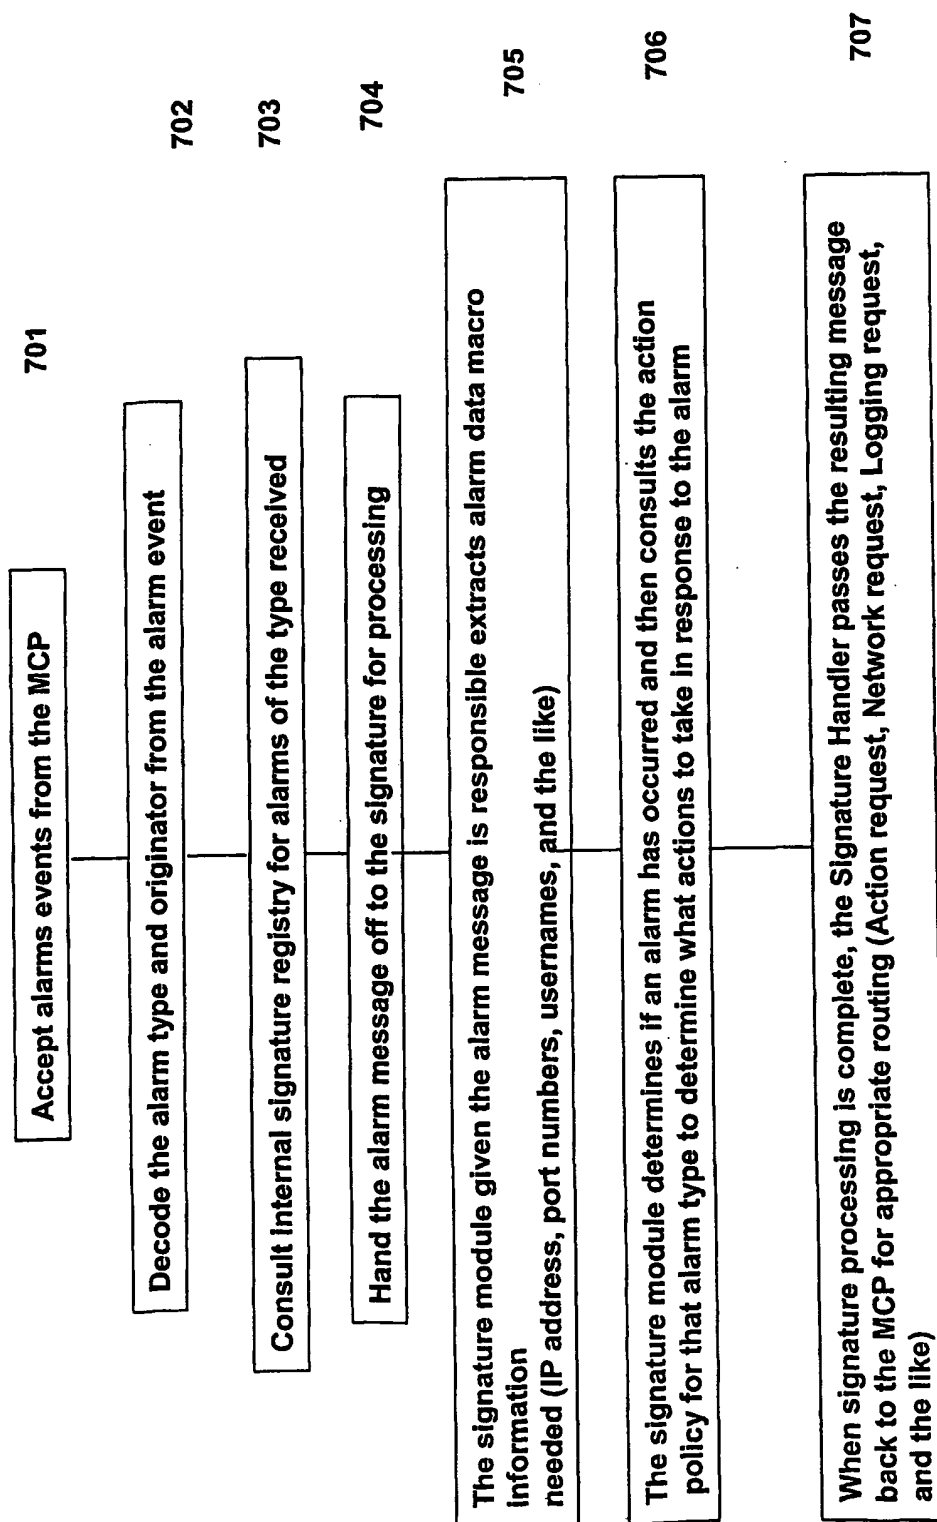 701
Accept alarms events from the MCP
702
Decode the alarm type and originator from the alarm event
703
Consult Internal signature registry for alarms of the type received
704
Hand the alarm message off to the signature for processing
705
The signature module given the alarm message is responsible extracts alarm data macro
information
needed (IP address, port numbers, usernames, and the like)
706
The signature module determines if an alarm has occurred and then consults the action
policy for that alarm type to determine what actions to take in response to the alarm
707
When signature processing is complete, the Signature Handler passes the resulting message
back to the MCP for appropriate routing (Action request, Network request, Logging request,
and the like)